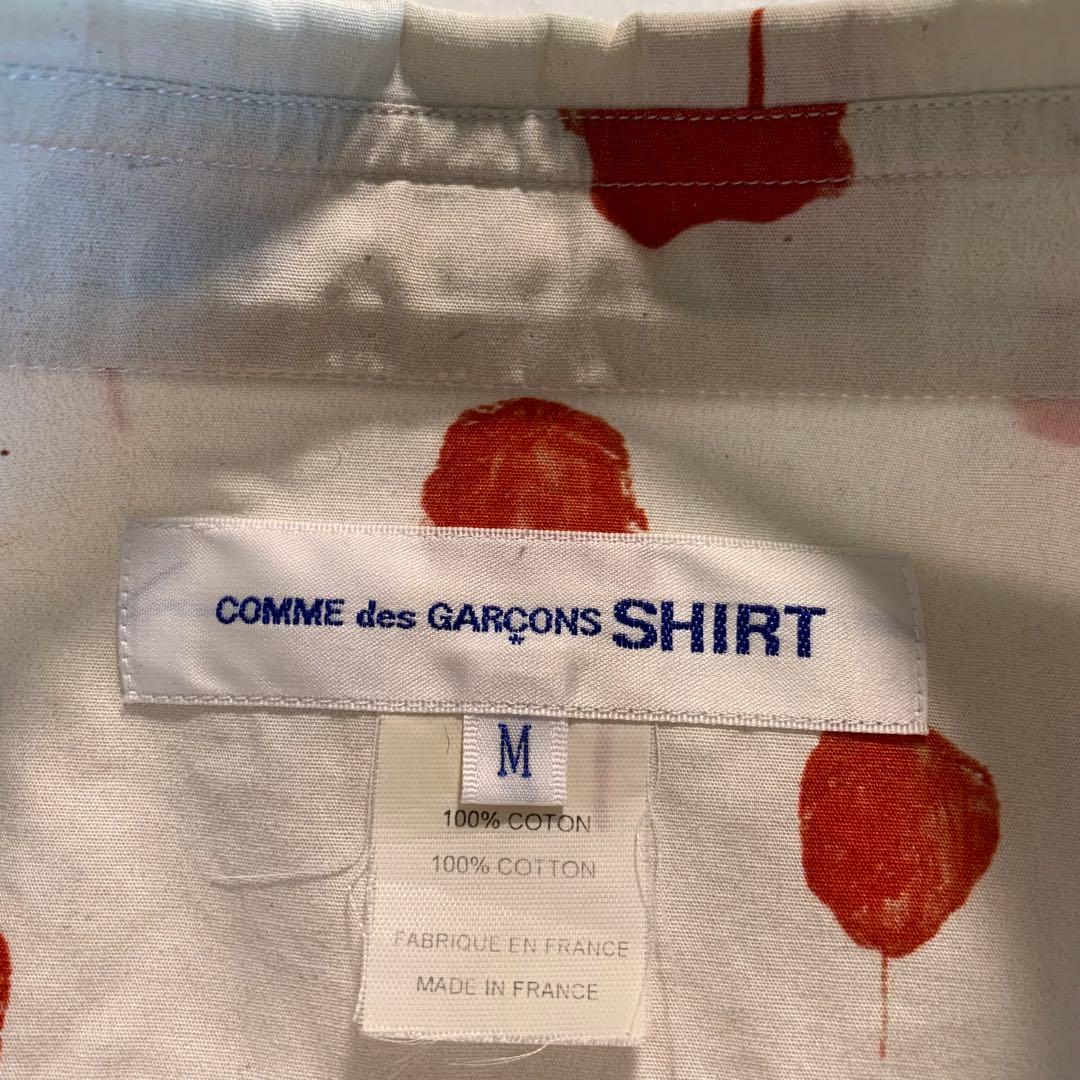 COMME des GARÇONS SHIRT
M
100% COTON
100% COTTON
FABRIQUE EN FRANCE
MADE IN FRANCE